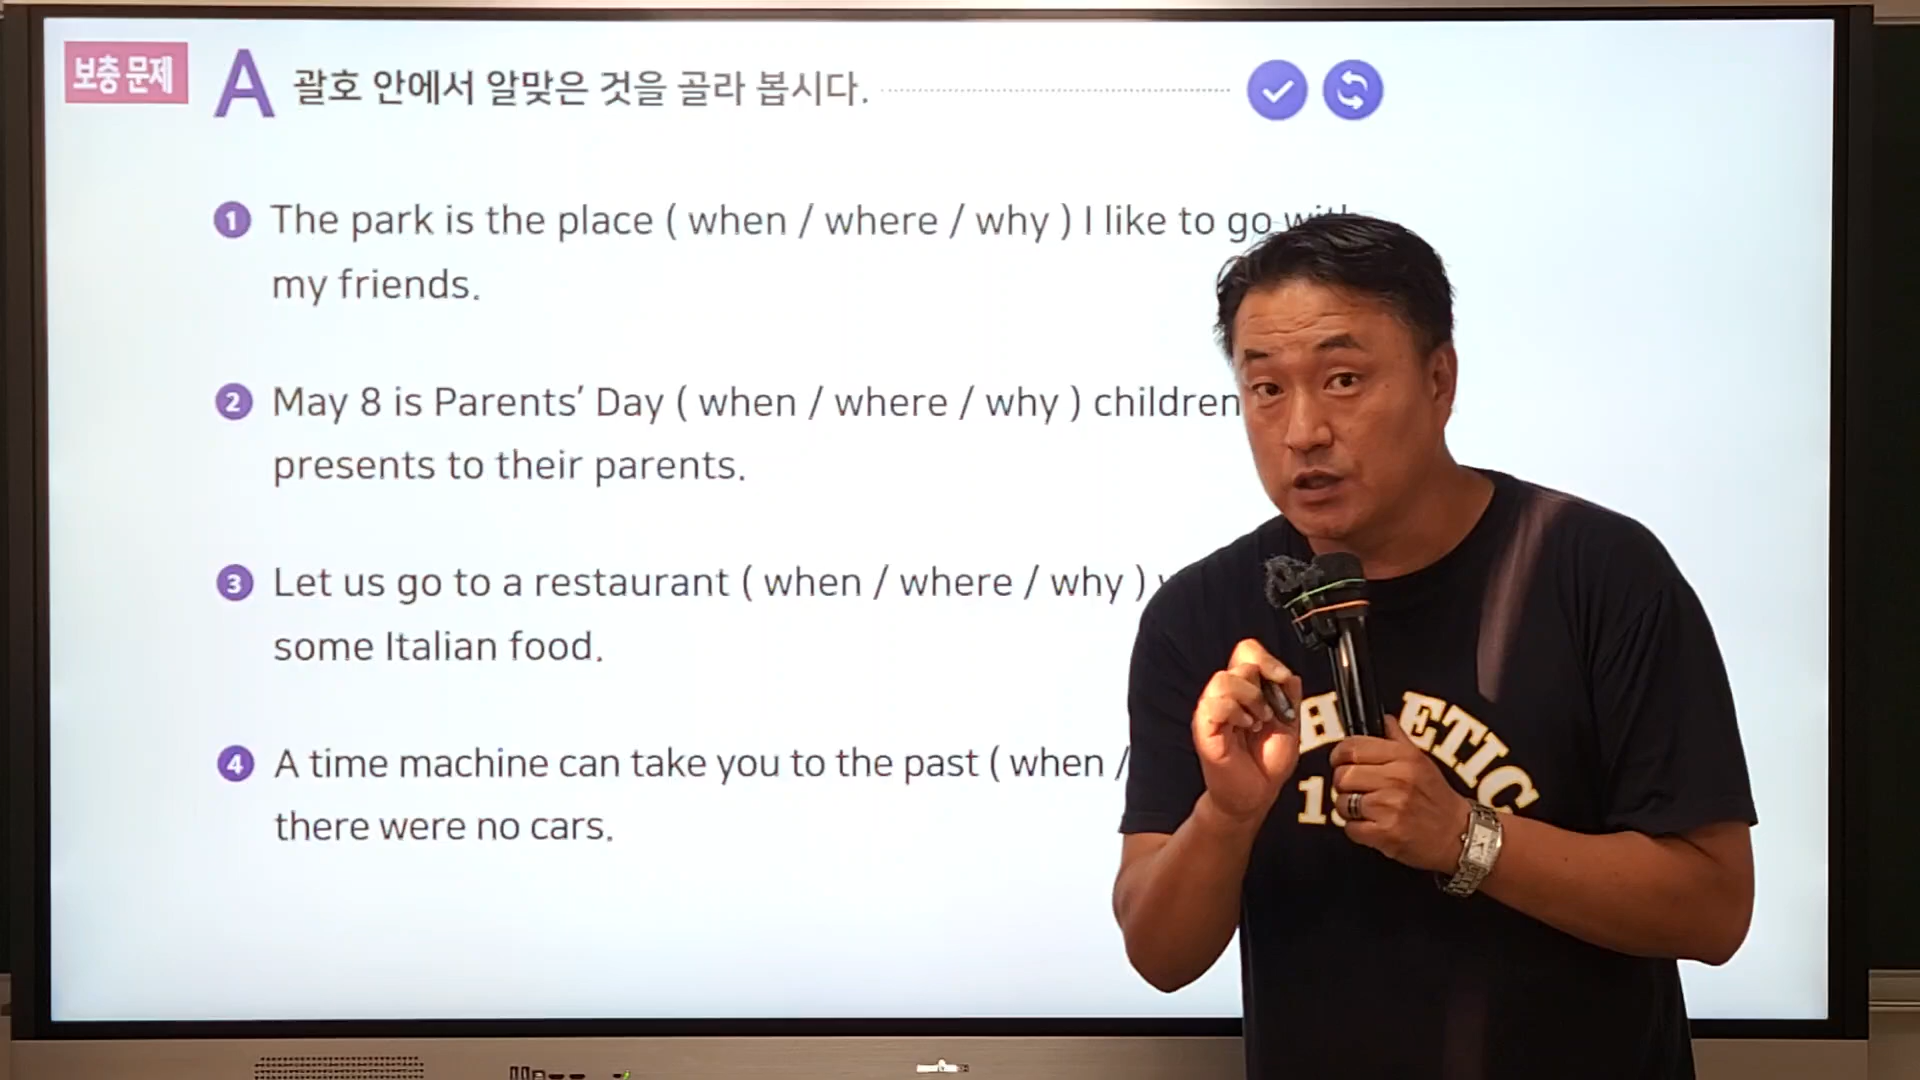 보충 문제
A 괄호 안에서 알맞은 것을 골라 봅시다.
1 The park is the place ( when / where / why ) I like to go with
my friends.
2 May 8 is Parents’ Day ( when / where / why ) children
presents to their parents.
3 Let us go to a restaurant ( when / where / why )
some Italian food.
4 A time machine can take you to the past ( when /
there were no cars.